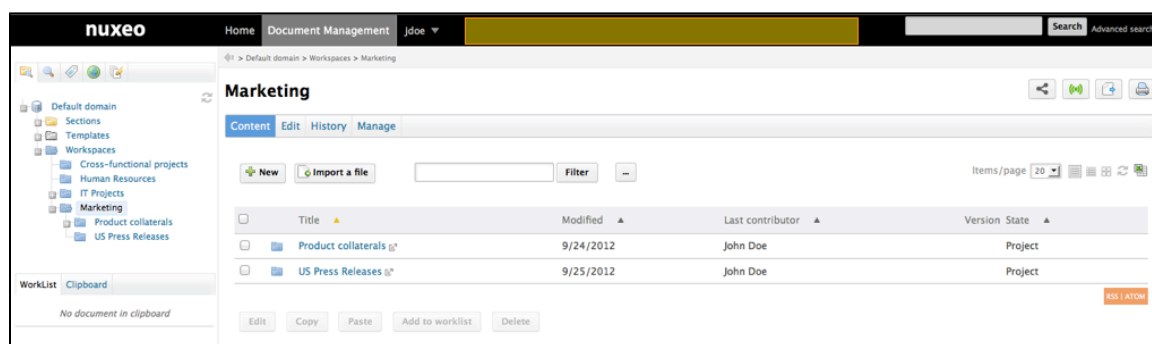 nuxeo
Home Document Management jdoe Search Advanced search
> Default domain > Workspaces > Marketing
Default domain
Sections
Templates
Workspaces
Cross-functional projects
Human Resources
IT Projects
Marketing
Product collaterals
US Press Releases
WorkList Clipboard
No document in clipboard
Marketing
Content Edit History Manage
New Import a file Filter ... Items/page 20
Title Modified Last contributor Version State
Product collaterals 9/24/2012 John Doe Project
US Press Releases 9/25/2012 John Doe Project
RSS | ATOM
Edit Copy Paste Add to worklist Delete